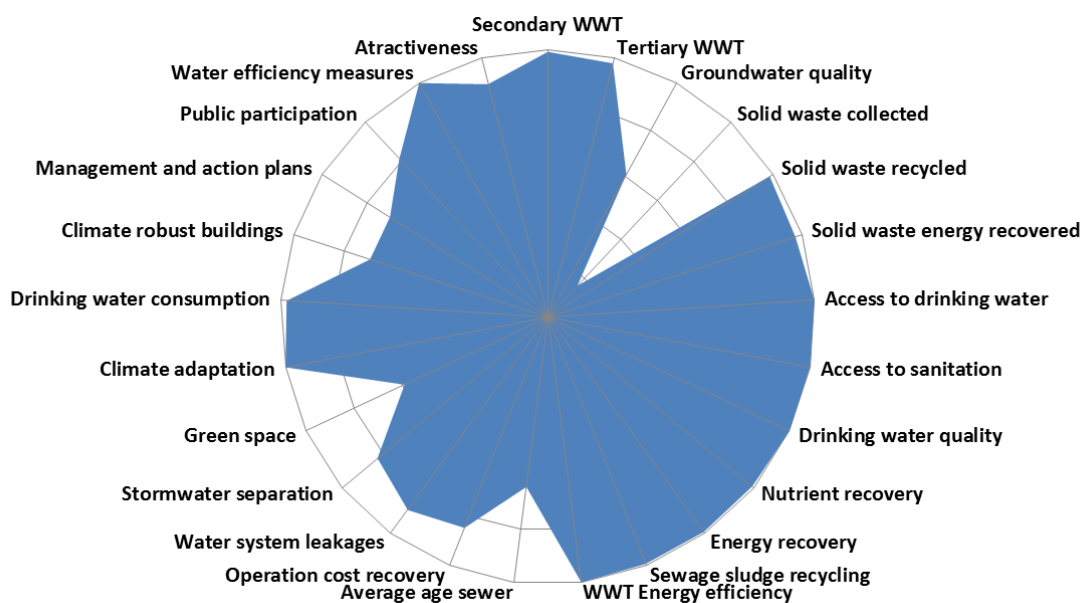 Secondary WWT
Tertiary WWT
Groundwater quality
Solid waste collected
Solid waste recycled
Solid waste energy recovered
Access to drinking water
Access to sanitation
Drinking water quality
Nutrient recovery
Energy recovery
Sewage sludge recycling
WWT Energy efficiency
Average age sewer
Operation cost recovery
Water system leakages
Stormwater separation
Green space
Climate adaptation
Drinking water consumption
Climate robust buildings
Management and action plans
Public participation
Water efficiency measures
Atractiveness